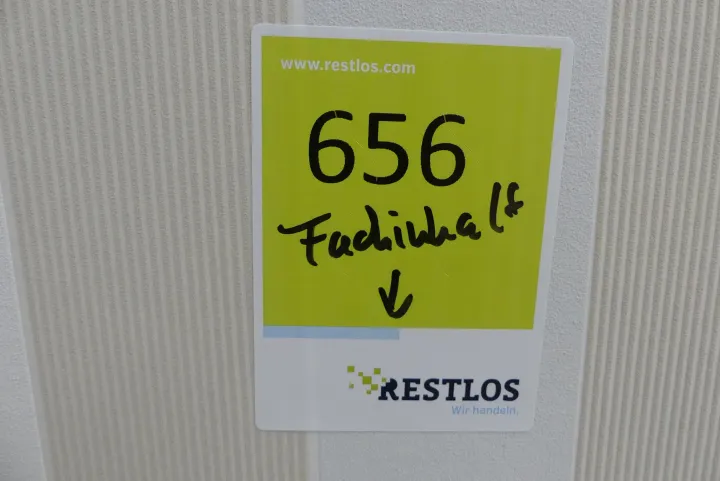 www.restlos.com
656
Fachinhalt
↓
RESTLOS
Wir handeln.